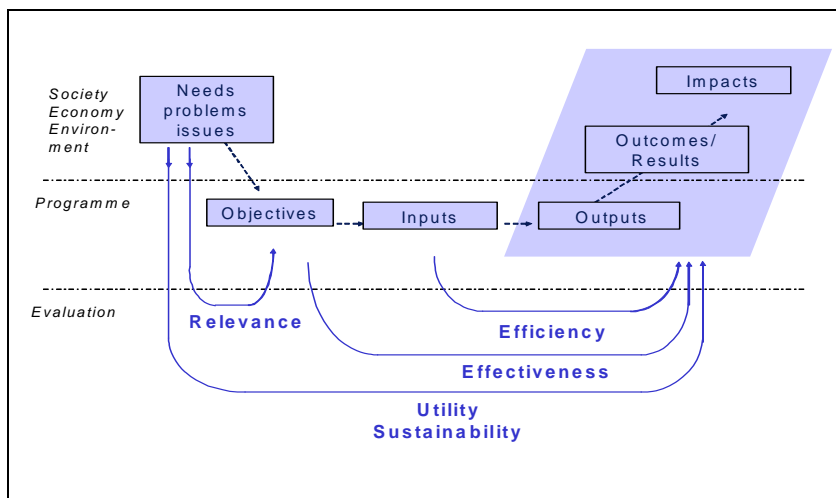 Society
Economy
Environ-
ment
Needs
problems
issues
Impacts
Outcomes/
Results
Programme
Objectives
Inputs
Outputs
Evaluation
Relevance
Efficiency
Effectiveness
Utility
Sustainability